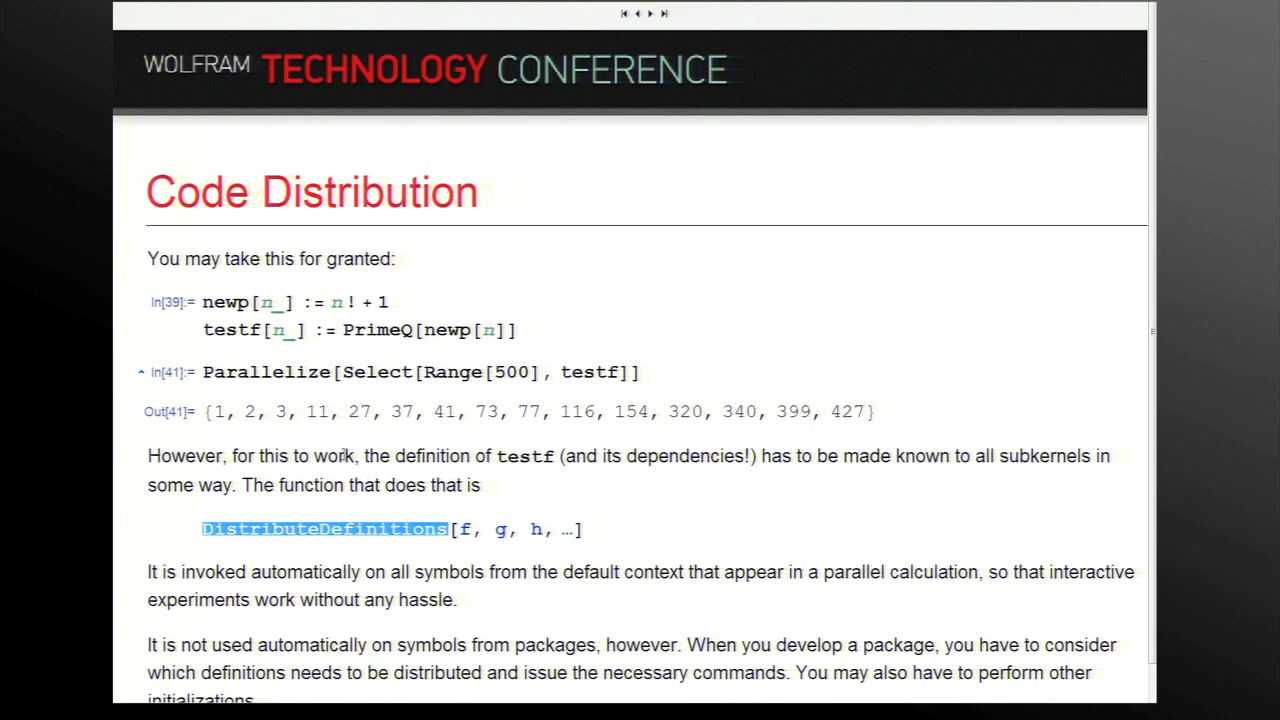 WOLFRAM TECHNOLOGY CONFERENCE
Code Distribution
You may take this for granted:
In[39]:= newp[n_] := n! + 1
testf[n_] := PrimeQ[newp[n]]
In[41]:= Parallelize[Select[Range[500], testf]]
Out[41]= {1, 2, 3, 11, 27, 37, 41, 73, 77, 116, 154, 320, 340, 399, 427}
However, for this to work, the definition of testf (and its dependencies!) has to be made known to all subkernels in
some way. The function that does that is
DistributeDefinitions[f, g, h, …]
It is invoked automatically on all symbols from the default context that appear in a parallel calculation, so that interactive
experiments work without any hassle.
It is not used automatically on symbols from packages, however. When you develop a package, you have to consider
which definitions needs to be distributed and issue the necessary commands. You may also have to perform other
initializations.